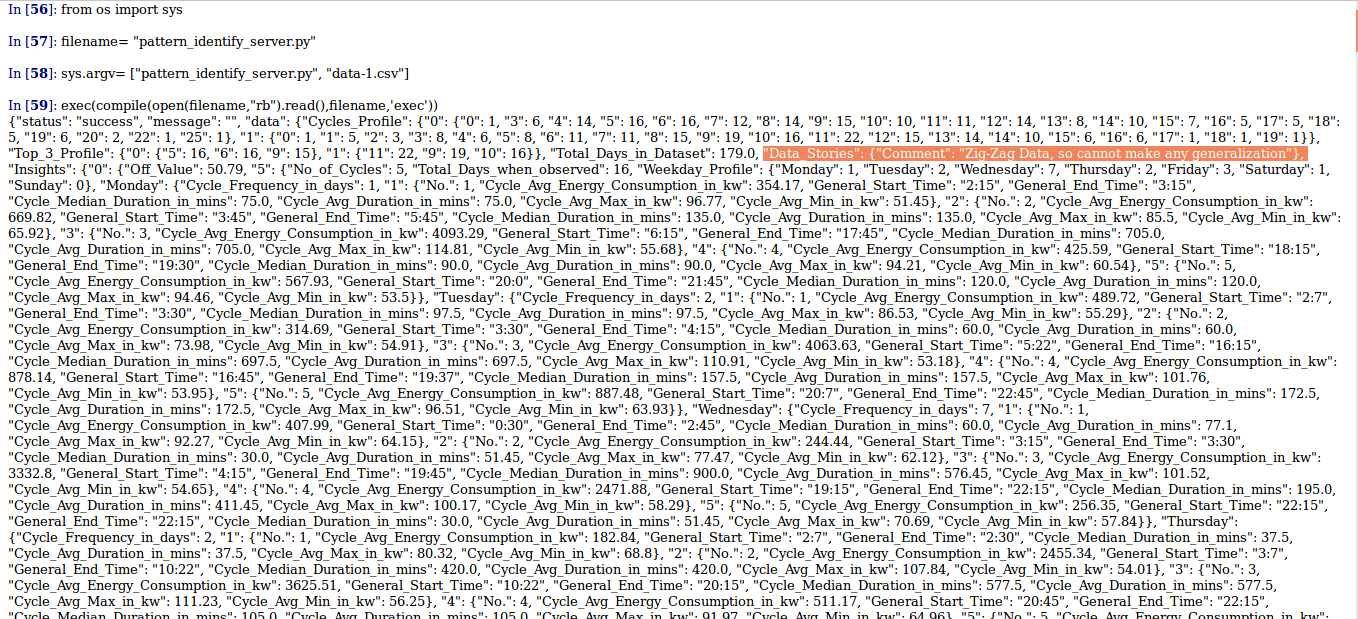 In [56]: from os import sys
In [57]: filename= "pattern_identify_server.py"
In [58]: sys.argv= ["pattern_identify_server.py", "data-1.csv"]
In [59]: exec(compile(open(filename,"rb").read(),filename,'exec'))
{"status": "success", "message": "", "data": {"Cycles_Profile": {"0": {"0": 1, "3": 6, "4": 14, "5": 16, "6": 16, "7": 12, "8": 14, "9": 15, "10": 10, "11": 11, "12": 14, "13": 8, "14": 10, "15": 7, "16": 5, "17": 5, "18":
5, "19": 6, "20": 2, "22": 1, "25": 1}, "1": {"0": 1, "1": 5, "2": 3, "3": 8, "4": 6, "5": 8, "6": 11, "7": 11, "8": 15, "9": 19, "10": 16, "11": 22, "12": 15, "13": 14, "14": 10, "15": 6, "16": 6, "17": 1, "18": 1, "19": 1}},
"Top_3_Profile": {"0": {"5": 16, "6": 16, "9": 15}, "1": {"11": 22, "9": 19, "10": 16}}, "Total_Days_in_Dataset": 179.0, "Data_Stories": {"Comment": "Zig-Zag Data, so cannot make any generalization"},
"Insights": {"0": {"Off_Value": 50.79, "5": {"No_of_Cycles": 5, "Total_Days_when_observed": 16, "Weekday_Profile": {"Monday": 1, "Tuesday": 2, "Wednesday": 7, "Thursday": 2, "Friday": 3, "Saturday": 1,
"Sunday": 0}, "Monday": {"Cycle_Frequency_in_days": 1, "1": {"No.": 1, "Cycle_Avg_Energy_Consumption_in_kw": 354.17, "General_Start_Time": "2:15", "General_End_Time": "3:15",
"Cycle_Median_Duration_in_mins": 75.0, "Cycle_Avg_Duration_in_mins": 75.0, "Cycle_Avg_Max_in_kw": 96.77, "Cycle_Avg_Min_in_kw": 51.45}, "2": {"No.": 2, "Cycle_Avg_Energy_Consumption_in_kw":
669.82, "General_Start_Time": "3:45", "General_End_Time": "5:45", "Cycle_Median_Duration_in_mins": 135.0, "Cycle_Avg_Duration_in_mins": 135.0, "Cycle_Avg_Max_in_kw": 85.5, "Cycle_Avg_Min_in_kw":
65.92}, "3": {"No.": 3, "Cycle_Avg_Energy_Consumption_in_kw": 4093.29, "General_Start_Time": "6:15", "General_End_Time": "17:45", "Cycle_Median_Duration_in_mins": 705.0,
"Cycle_Avg_Duration_in_mins": 705.0, "Cycle_Avg_Max_in_kw": 114.81, "Cycle_Avg_Min_in_kw": 55.68}, "4": {"No.": 4, "Cycle_Avg_Energy_Consumption_in_kw": 425.59, "General_Start_Time": "18:15",
"General_End_Time": "19:30", "Cycle_Median_Duration_in_mins": 90.0, "Cycle_Avg_Duration_in_mins": 90.0, "Cycle_Avg_Max_in_kw": 94.21, "Cycle_Avg_Min_in_kw": 60.54}, "5": {"No.": 5,
"Cycle_Avg_Energy_Consumption_in_kw": 567.93, "General_Start_Time": "20:0", "General_End_Time": "21:45", "Cycle_Median_Duration_in_mins": 120.0, "Cycle_Avg_Duration_in_mins": 120.0,
"Cycle_Avg_Max_in_kw": 94.46, "Cycle_Avg_Min_in_kw": 53.5}}, "Tuesday": {"Cycle_Frequency_in_days": 2, "1": {"No.": 1, "Cycle_Avg_Energy_Consumption_in_kw": 489.72, "General_Start_Time": "2:7",
"General_End_Time": "3:30", "Cycle_Median_Duration_in_mins": 97.5, "Cycle_Avg_Duration_in_mins": 97.5, "Cycle_Avg_Max_in_kw": 86.53, "Cycle_Avg_Min_in_kw": 55.29}, "2": {"No.": 2,
"Cycle_Avg_Energy_Consumption_in_kw": 314.69, "General_Start_Time": "3:30", "General_End_Time": "4:15", "Cycle_Median_Duration_in_mins": 60.0, "Cycle_Avg_Duration_in_mins": 60.0,
"Cycle_Avg_Max_in_kw": 73.98, "Cycle_Avg_Min_in_kw": 54.91}, "3": {"No.": 3, "Cycle_Avg_Energy_Consumption_in_kw": 4063.63, "General_Start_Time": "5:22", "General_End_Time": "16:15",
"Cycle_Median_Duration_in_mins": 697.5, "Cycle_Avg_Duration_in_mins": 697.5, "Cycle_Avg_Max_in_kw": 110.91, "Cycle_Avg_Min_in_kw": 53.18}, "4": {"No.": 4, "Cycle_Avg_Energy_Consumption_in_kw":
878.14, "General_Start_Time": "16:45", "General_End_Time": "19:37", "Cycle_Median_Duration_in_mins": 157.5, "Cycle_Avg_Duration_in_mins": 157.5, "Cycle_Avg_Max_in_kw": 101.76,
"Cycle_Avg_Min_in_kw": 53.95}, "5": {"No.": 5, "Cycle_Avg_Energy_Consumption_in_kw": 887.48, "General_Start_Time": "20:7", "General_End_Time": "22:45", "Cycle_Median_Duration_in_mins": 172.5,
"Cycle_Avg_Duration_in_mins": 172.5, "Cycle_Avg_Max_in_kw": 96.51, "Cycle_Avg_Min_in_kw": 63.93}}, "Wednesday": {"Cycle_Frequency_in_days": 7, "1": {"No.": 1,
"Cycle_Avg_Energy_Consumption_in_kw": 407.99, "General_Start_Time": "0:30", "General_End_Time": "2:45", "Cycle_Median_Duration_in_mins": 60.0, "Cycle_Avg_Duration_in_mins": 77.1,
"Cycle_Avg_Max_in_kw": 92.27, "Cycle_Avg_Min_in_kw": 64.15}, "2": {"No.": 2, "Cycle_Avg_Energy_Consumption_in_kw": 244.44, "General_Start_Time": "3:15", "General_End_Time": "3:30",
"Cycle_Median_Duration_in_mins": 30.0, "Cycle_Avg_Duration_in_mins": 51.45, "Cycle_Avg_Max_in_kw": 77.47, "Cycle_Avg_Min_in_kw": 62.12}, "3": {"No.": 3, "Cycle_Avg_Energy_Consumption_in_kw":
3332.8, "General_Start_Time": "4:15", "General_End_Time": "19:45", "Cycle_Median_Duration_in_mins": 900.0, "Cycle_Avg_Duration_in_mins": 576.45, "Cycle_Avg_Max_in_kw": 101.52,
"Cycle_Avg_Min_in_kw": 54.65}, "4": {"No.": 4, "Cycle_Avg_Energy_Consumption_in_kw": 2471.88, "General_Start_Time": "19:15", "General_End_Time": "22:15", "Cycle_Median_Duration_in_mins": 195.0,
"Cycle_Avg_Duration_in_mins": 411.45, "Cycle_Avg_Max_in_kw": 100.17, "Cycle_Avg_Min_in_kw": 58.29}, "5": {"No.": 5, "Cycle_Avg_Energy_Consumption_in_kw": 256.35, "General_Start_Time": "22:15",
"General_End_Time": "22:15", "Cycle_Median_Duration_in_mins": 30.0, "Cycle_Avg_Duration_in_mins": 51.45, "Cycle_Avg_Max_in_kw": 70.69, "Cycle_Avg_Min_in_kw": 57.84}}, "Thursday":
{"Cycle_Frequency_in_days": 2, "1": {"No.": 1, "Cycle_Avg_Energy_Consumption_in_kw": 182.84, "General_Start_Time": "2:7", "General_End_Time": "2:30", "Cycle_Median_Duration_in_mins": 37.5,
"Cycle_Avg_Duration_in_mins": 37.5, "Cycle_Avg_Max_in_kw": 80.32, "Cycle_Avg_Min_in_kw": 68.8}, "2": {"No.": 2, "Cycle_Avg_Energy_Consumption_in_kw": 2455.34, "General_Start_Time": "3:7",
"General_End_Time": "10:22", "Cycle_Median_Duration_in_mins": 420.0, "Cycle_Avg_Duration_in_mins": 420.0, "Cycle_Avg_Max_in_kw": 107.84, "Cycle_Avg_Min_in_kw": 54.01}, "3": {"No.": 3,
"Cycle_Avg_Energy_Consumption_in_kw": 3625.51, "General_Start_Time": "10:22", "General_End_Time": "20:15", "Cycle_Median_Duration_in_mins": 577.5, "Cycle_Avg_Duration_in_mins": 577.5,
"Cycle_Avg_Max_in_kw": 111.23, "Cycle_Avg_Min_in_kw": 56.25}, "4": {"No.": 4, "Cycle_Avg_Energy_Consumption_in_kw": 511.17, "General_Start_Time": "20:45", "General_End_Time": "22:15",
"Cycle_Median_Duration_in_mins": 105.0, "Cycle_Avg_Duration_in_mins": 105.0, "Cycle_Avg_Max_in_kw": 91.97, "Cycle_Avg_Min_in_kw": 64.96}, "5": {"No.": 5, "Cycle_Avg_Energy_Consumption_in_kw":